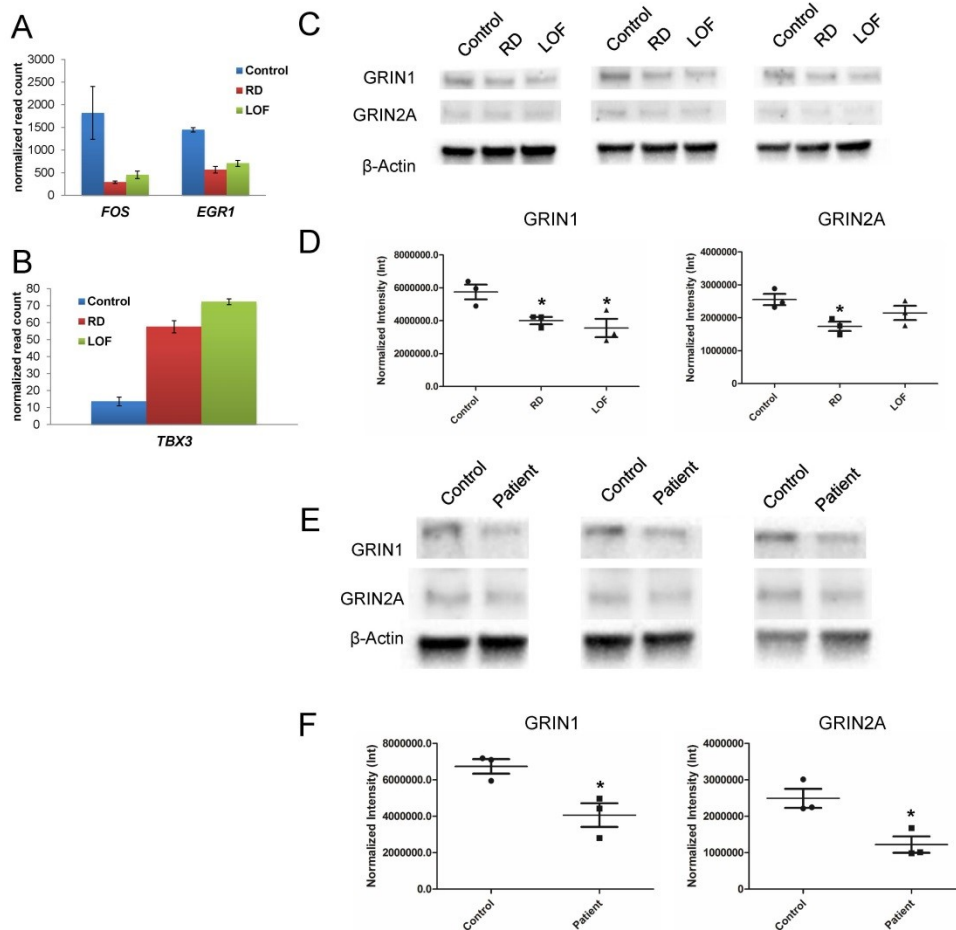 A
normalized read count
3000
2500
2000
1500
1000
500
0
Control
RD
LOF
FOS EGR1
B
normalized read count
80
70
60
50
40
30
20
10
0
Control
RD
LOF
TBX3
C
Control RD LOF Control RD LOF Control RD LOF
GRIN1
GRIN2A
β-Actin
D
GRIN1
Normalized Intensity (Int)
8000000.0
6000000.0
4000000.0
2000000.0
0.0
* *
Control RD LOF
GRIN2A
Normalized Intensity (Int)
4000000
3000000
2000000
1000000
0
*
Control RD LOF
E
Control Patient Control Patient Control Patient
GRIN1
GRIN2A
β-Actin
F
GRIN1
Normalized Intensity (Int)
8000000.0
6000000.0
4000000.0
2000000.0
0.0
*
Control Patient
GRIN2A
Normalized Intensity (Int)
4000000
3000000
2000000
1000000
0
*
Control Patient